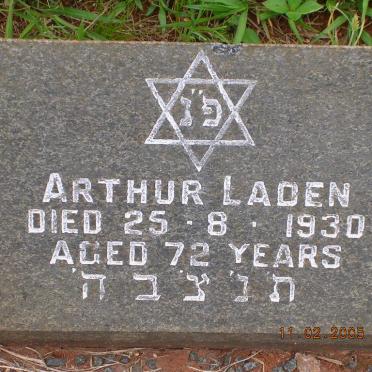 פ״נ
ARTHUR LADEN
DIED 25 · 8 · 1930
AGED 72 YEARS
ת'נ'צ'ב'ה'
11 02 2005